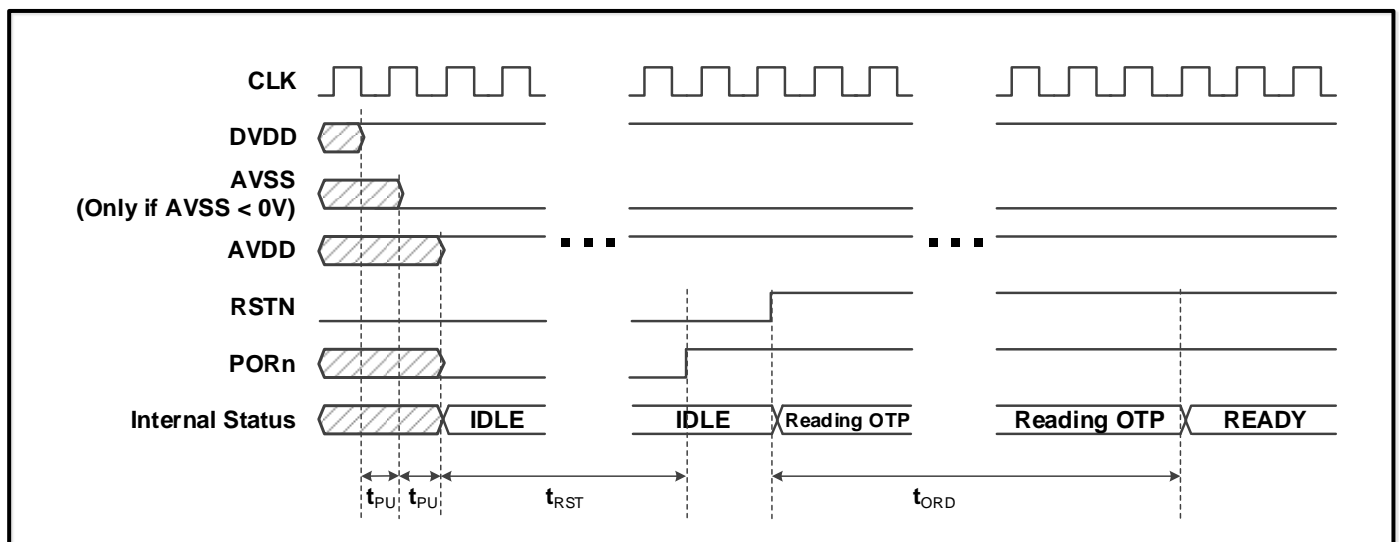 CLK
DVDD
AVSS
(Only if AVSS < 0V)
AVDD
RSTN
PORn
Internal Status IDLE IDLE Reading OTP Reading OTP READY
tPU tPU tRST tORD